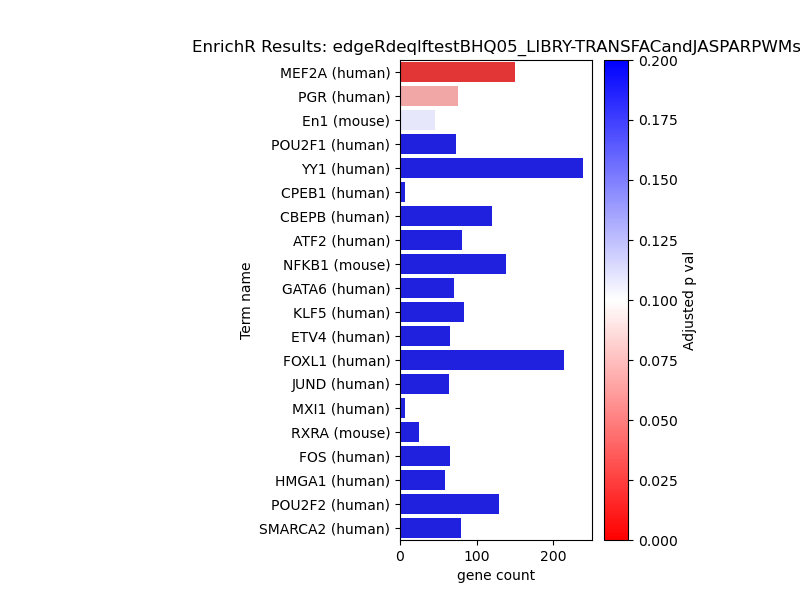 EnrichR Results: edgeRdeqlftestBHQ05_LIBRY-TRANSFACandJASPARPWMs
MEF2A (human)
PGR (human)
En1 (mouse)
POU2F1 (human)
YY1 (human)
CPEB1 (human)
CBEPB (human)
ATF2 (human)
NFKB1 (mouse)
GATA6 (human)
KLF5 (human)
ETV4 (human)
FOXL1 (human)
JUND (human)
MXI1 (human)
RXRA (mouse)
FOS (human)
HMGA1 (human)
POU2F2 (human)
SMARCA2 (human)
Term name
0 100 200
gene count
0.200
0.175
0.150
0.125
0.100
0.075
0.050
0.025
0.000
Adjusted p val